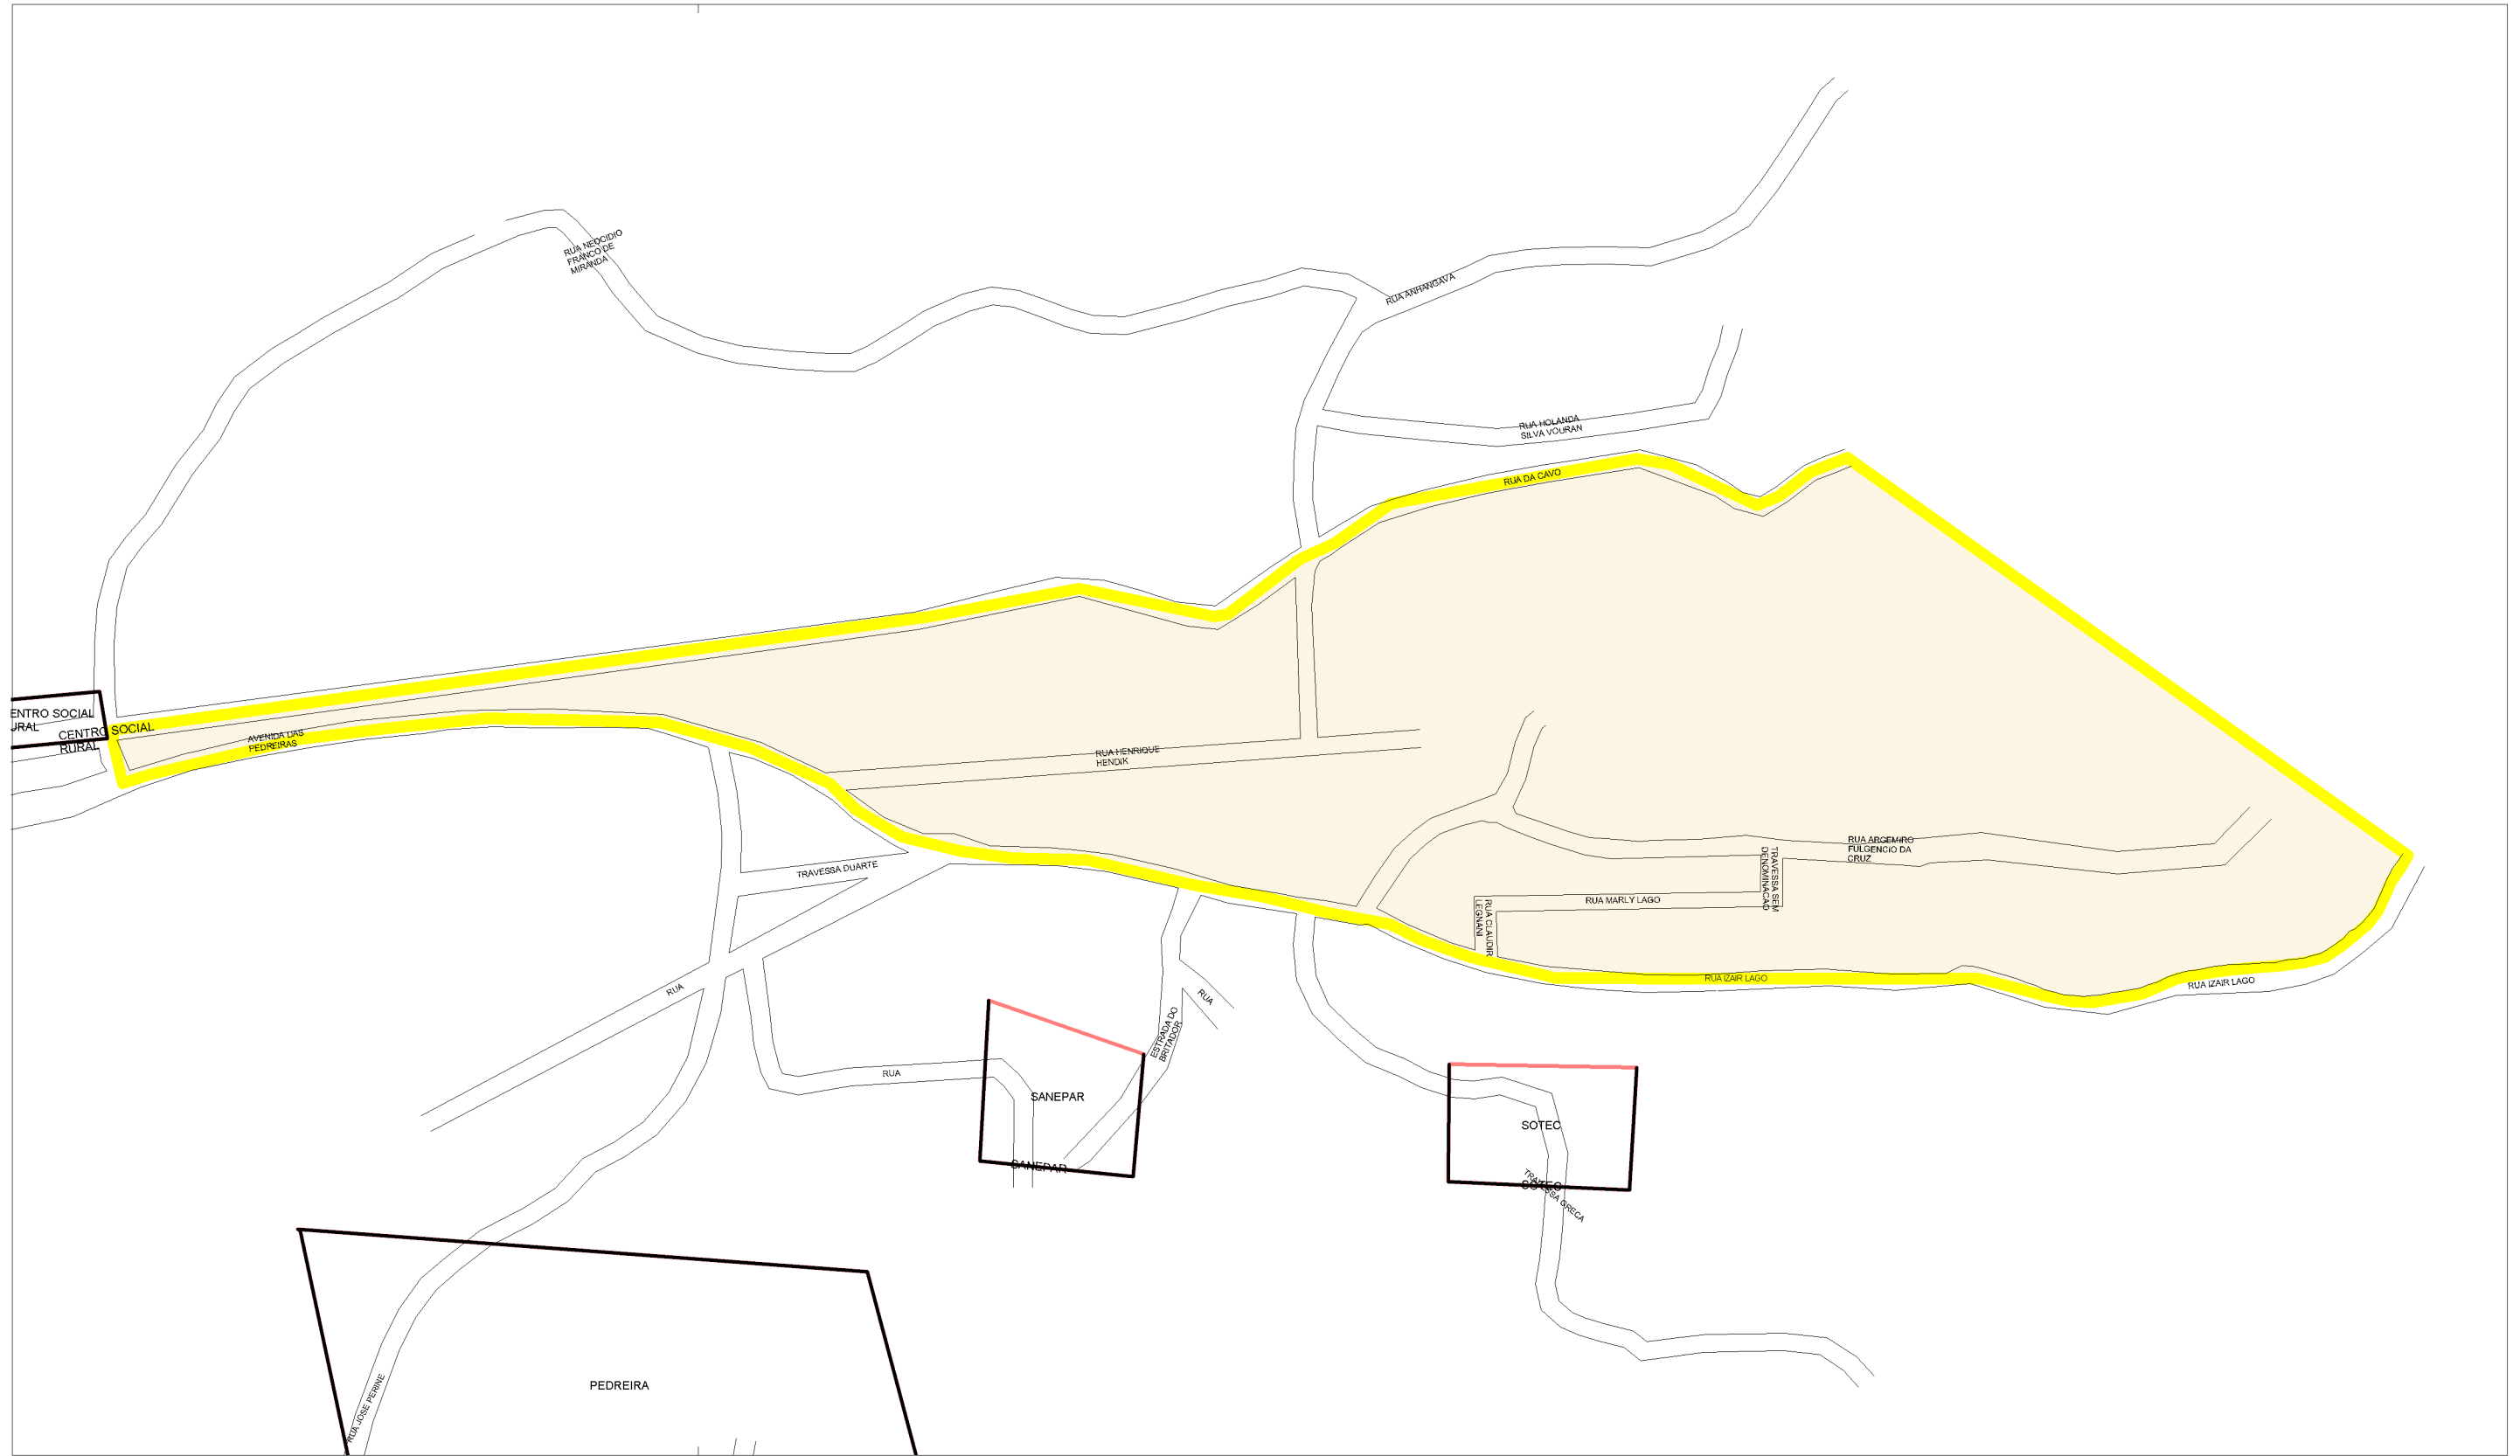 RUA NEOCIDIO
FRANCO DE
MIRANDA
RUA ANHANGAVA
RUA HOLANDA
SILVA VOURAN
RUA DA CAVO
ENTRO SOCIAL
URAL
CENTRO SOCIAL
RURAL
AVENIDA DAS
PEDREIRAS
RUA HENRIQUE
HENDIK
RUA ARGEMIRO
FULGENCIO DA
CRUZ
TRAVESSA SEM
DENOMINACAO
TRAVESSA DUARTE
RUA MARLY LAGO
RUA CLAUDIR
LEGNANI
RUA IZAIR LAGO
RUA IZAIR LAGO
RUA
RUA
ESTRADA DO
BRITADOR
RUA
SANEPAR
SANEPAR
SOTEC
SOTEC
TRAVESSA GRECA
PEDREIRA
RUA JOSE PERINE